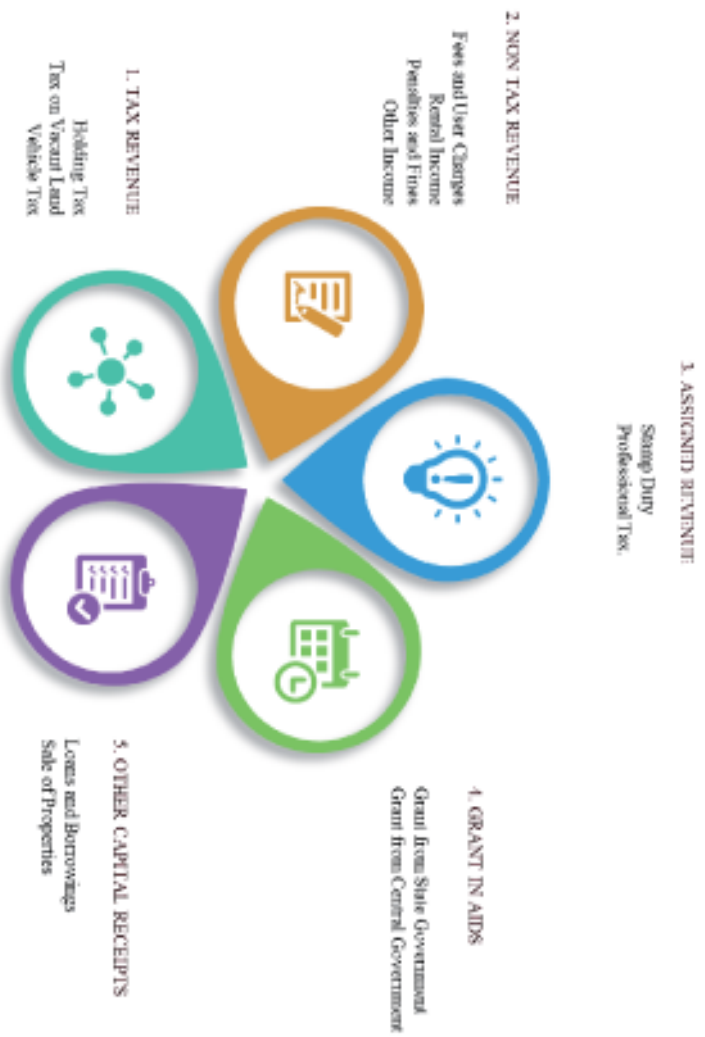 1. TAX REVENUE
Holding Tax
Tax on Vacant Land
Vehicle Tax
2. NON TAX REVENUE
Fees and User Charges
Rental Income
Penalties and Fines
Other Income
3. ASSIGNED REVENUE
Stamp Duty
Professional Tax.
4. GRANT IN AIDS
Grant from State Government
Grant from Central Government
5. OTHER CAPITAL RECEIPTS
Loans and Borrowings
Sale of Properties